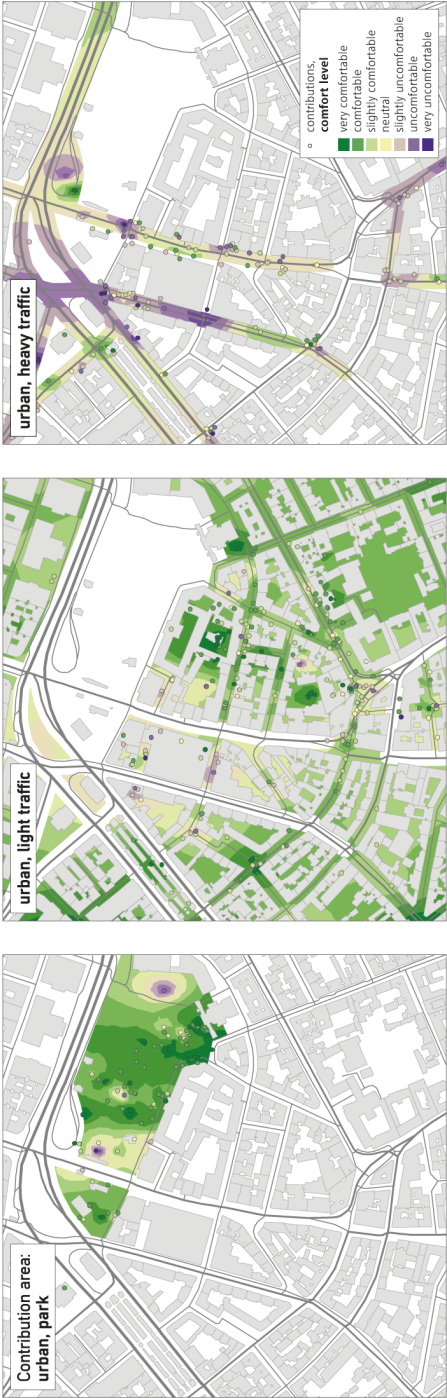 Contribution area:
urban, park
urban, light traffic
urban, heavy traffic
contributions,
comfort level
very comfortable
comfortable
slightly comfortable
neutral
slightly uncomfortable
uncomfortable
very uncomfortable